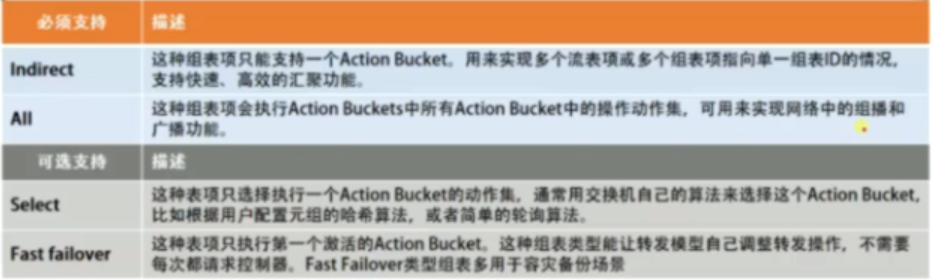 必须支持 描述
Indirect 这种组表项只能支持一个Action Bucket。用来实现多个流表项或多个组表项指向单一组表ID的情况,
支持快速、高效的汇聚功能。
All 这种组表项会执行Action Buckets中所有Action Bucket中的操作动作集,可用来实现网络中的组播和
广播功能。
可选支持 描述
Select 这种表项只选择执行一个Action Bucket的动作集,通常用交换机自己的算法来选择这个Action Bucket,
比如根据用户配置元组的哈希算法,或者简单的轮询算法。
Fast failover 这种表项只执行第一个激活的Action Bucket。这种组表类型能让转发模型自己调整转发操作,不需要
每次都请求控制器。Fast Failover类型组表多用于容灾备份场景